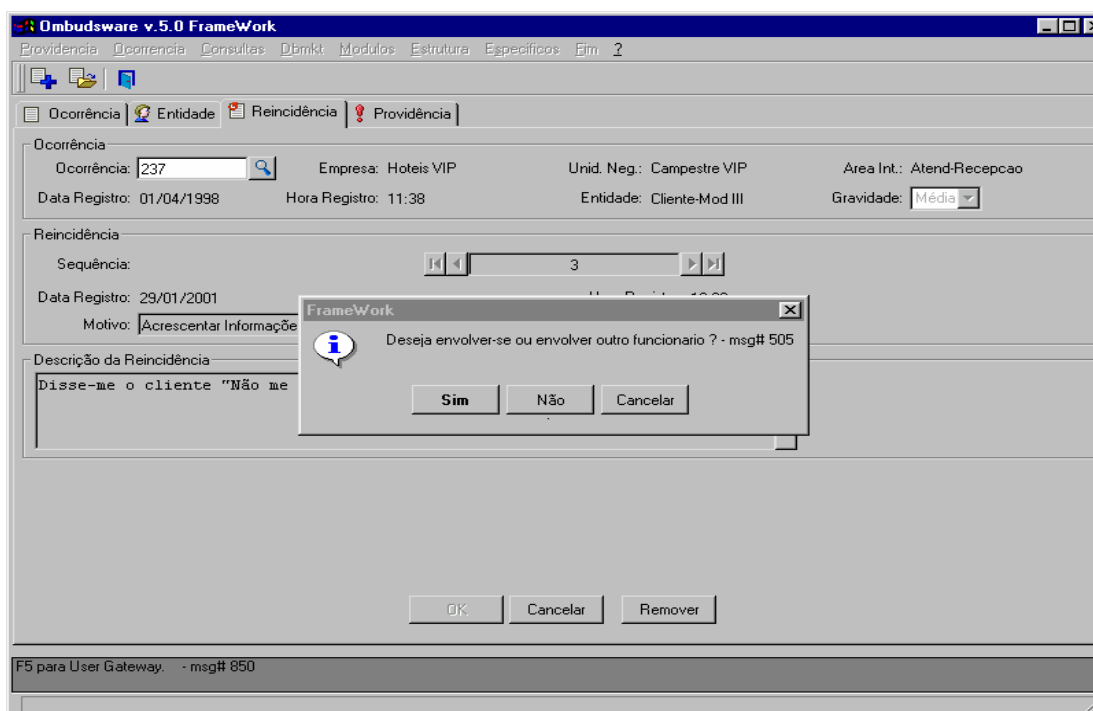 Ombudsware v.5.0 FrameWork
Providencia Ocorrencia Consultas Dbmkt Modulos Estrutura Especificos Fim ?
Ocorrência Entidade Reincidência Providência
Ocorrência
Ocorrência: 237 Empresa: Hoteis VIP Unid. Neg.: Campestre VIP Area Int.: Atend-Recepcao
Data Registro: 01/04/1998 Hora Registro: 11:38 Entidade: Cliente-Mod III Gravidade: Média
Reincidência
Sequência: 3
Data Registro: 29/01/2001
FrameWork
Motivo: Acrescentar Informaçõe
Deseja envolver-se ou envolver outro funcionario ? - msg# 505
Descrição da Reincidência
Disse-me o cliente "Não me
Sim Não Cancelar
OK Cancelar Remover
F5 para User Gateway. - msg# 850